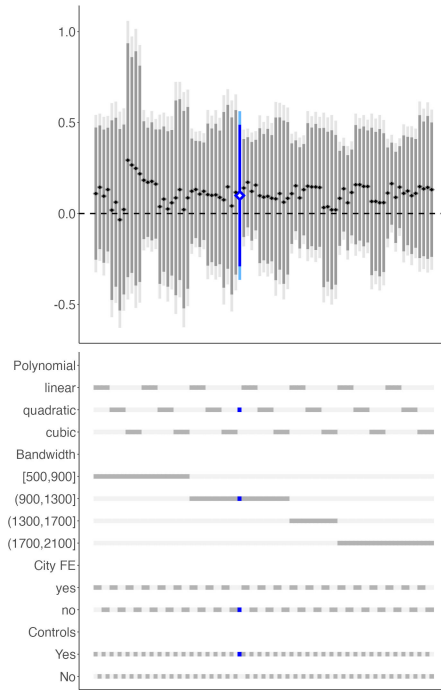 1.0
0.5
0.0
-0.5
Polynomial
linear
quadratic
cubic
Bandwidth
[500,900]
(900,1300]
(1300,1700]
(1700,2100]
City FE
yes
no
Controls
Yes
No